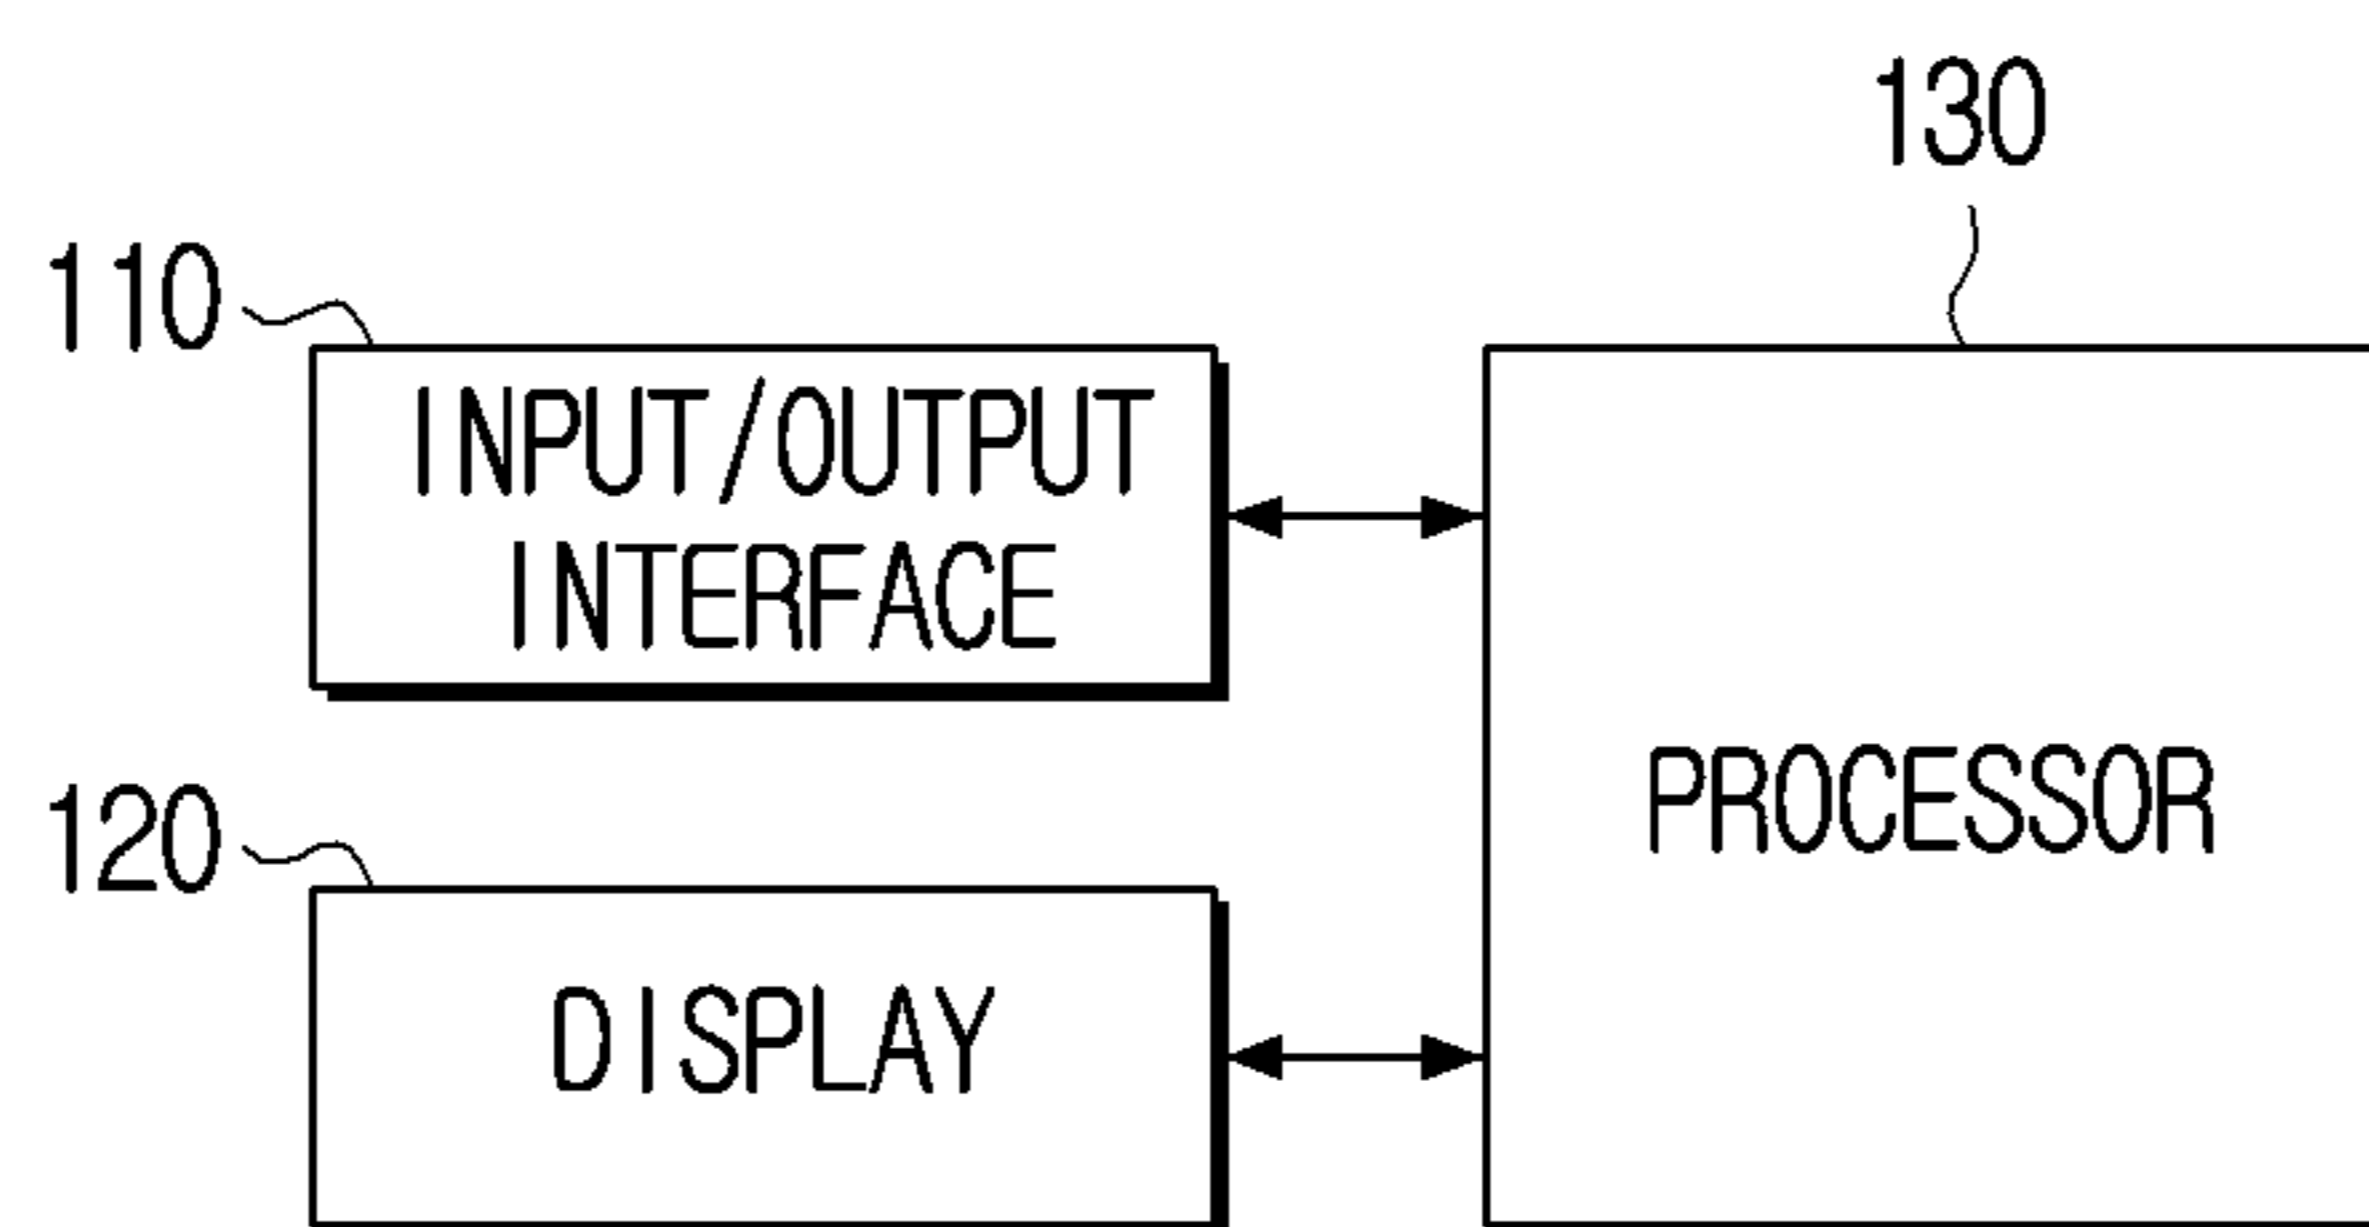 130
110
INPUT/OUTPUT
INTERFACE
PROCESSOR
120
DISPLAY